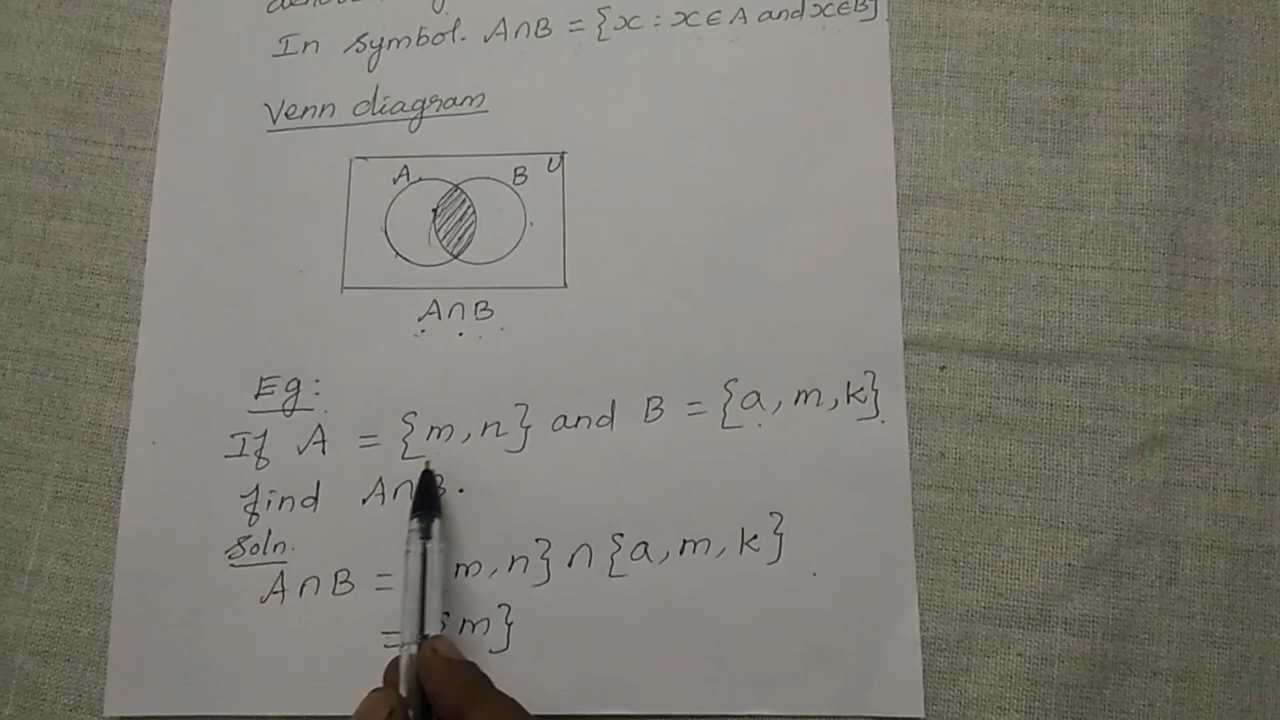 In symbol. A∩B = {x : x∈A and x∈B}
Venn diagram
A B U
A∩B
Eg:
If A = {m, n} and B = {a, m, k}
find A∩B.
Soln.
A∩B = m, n} ∩ {a, m, k}
= {m}